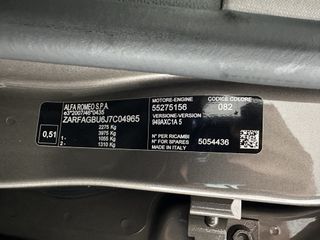 ALFA ROMEO S.P.A.
e3*2007/46*0435
ZARFAGBU6J7C04965
2275 Kg
3975 Kg
1- 1055 Kg
2- 1310 Kg
0,51
MOTORE-ENGINE
55275156
CODICE COLORE
082
VERSIONE/VERSION
949AXC1A 5
N° PER RICAMBI
N° FOR SPARES 5054436
MADE IN ITALY